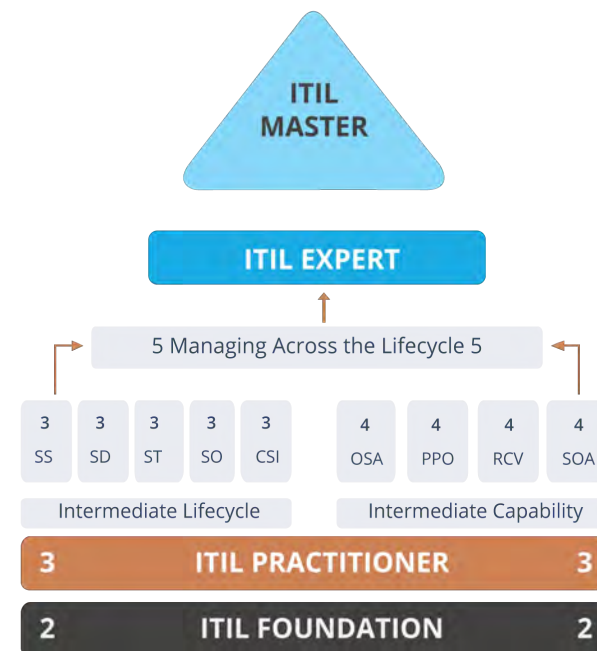 ITIL
MASTER
ITIL EXPERT
5 Managing Across the Lifecycle 5
3 3 3 3 3 4 4 4 4
SS SD ST SO CSI OSA PPO RCV SOA
Intermediate Lifecycle Intermediate Capability
3 ITIL PRACTITIONER 3
2 ITIL FOUNDATION 2